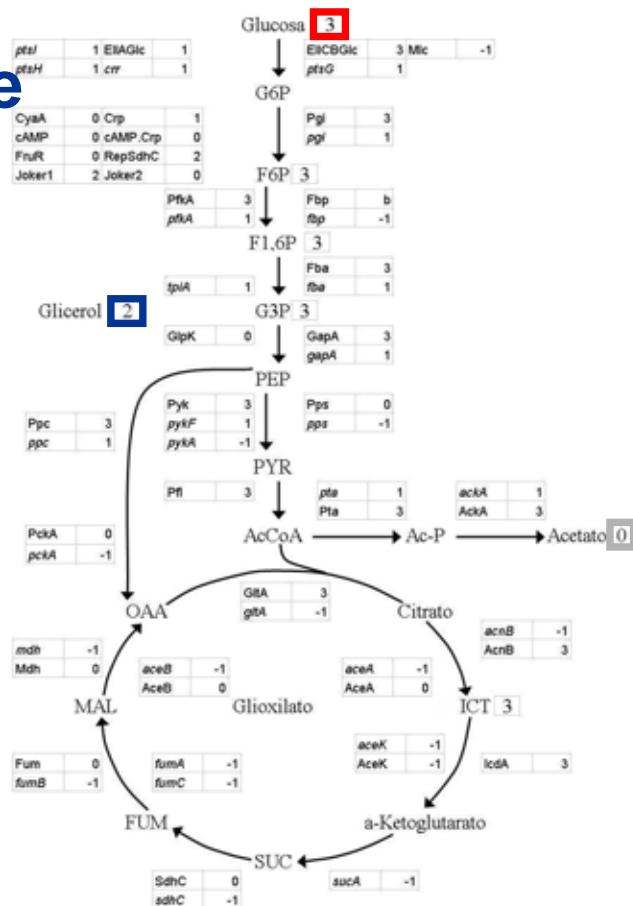 Glucosa 3
ptsI 1 EIIAGlc 1
ptsH 1 crr 1
EIICBGlc 3 Mlc -1
ptsG 1
e
G6P
CyaA 0 Crp 1
cAMP 0 cAMP.Crp 0
FruR 0 RepSdhC 2
Joker1 2 Joker2 0
Pgi 3
pgi 1
F6P 3
PfkA 3
pfkA 1
Fbp b
fbp -1
F1,6P 3
tpiA 1
Fba 3
fba 1
Glicerol 2
G3P 3
GlpK 0
GapA 3
gapA 1
PEP
Ppc 3
ppc 1
Pyk 3
pykF 1
pykA -1
Pps 0
pps -1
PYR
Pfl 3
pta 1
Pta 3
ackA 1
AckA 3
PckA 0
pckA -1
AcCoA
Ac-P
Acetato 0
GltA 3
gltA -1
OAA
Citrato
mdh -1
Mdh 0
aceB -1
AceB 0
aceA -1
AceA 0
acnB -1
AcnB 3
MAL
Glioxilato
ICT 3
Fum 0
fumB -1
fumA -1
fumC -1
aceK -1
AceK -1
IcdA 3
FUM
a-Ketoglutarato
SUC
SdhC 0
sdhC -1
sucA -1